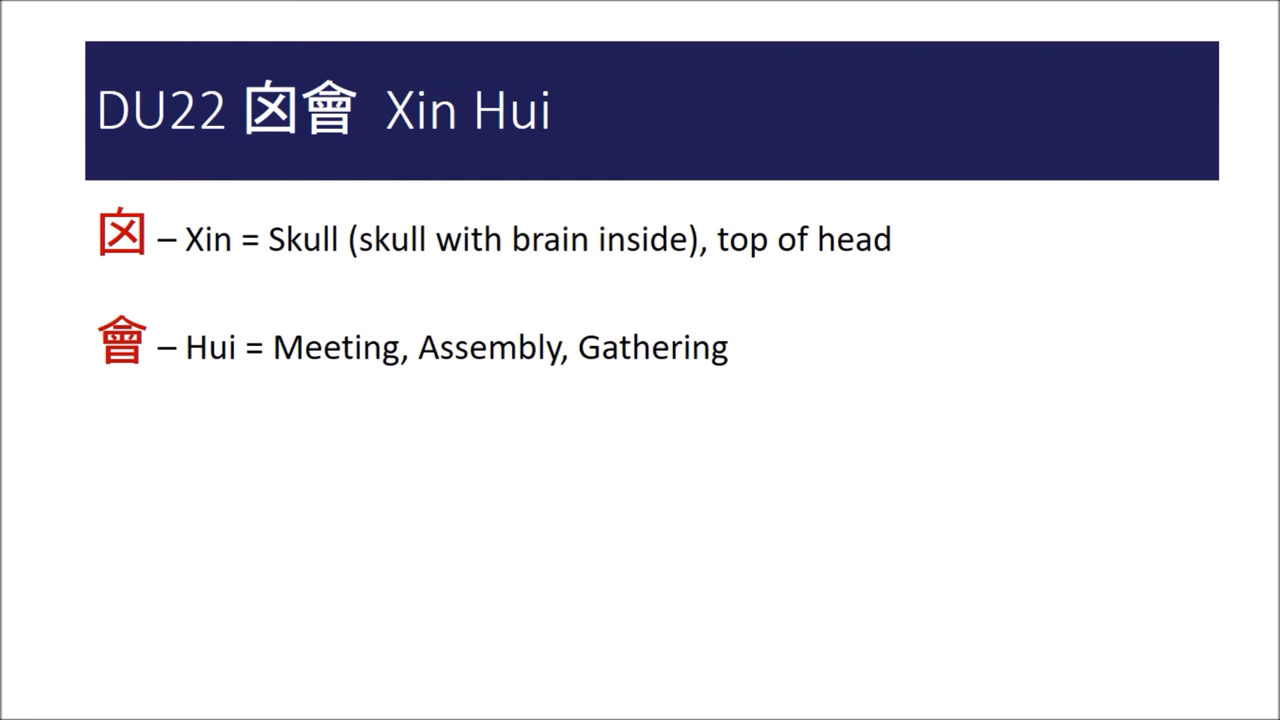 DU22 囟會 Xin Hui
囟 – Xin = Skull (skull with brain inside), top of head
會 – Hui = Meeting, Assembly, Gathering